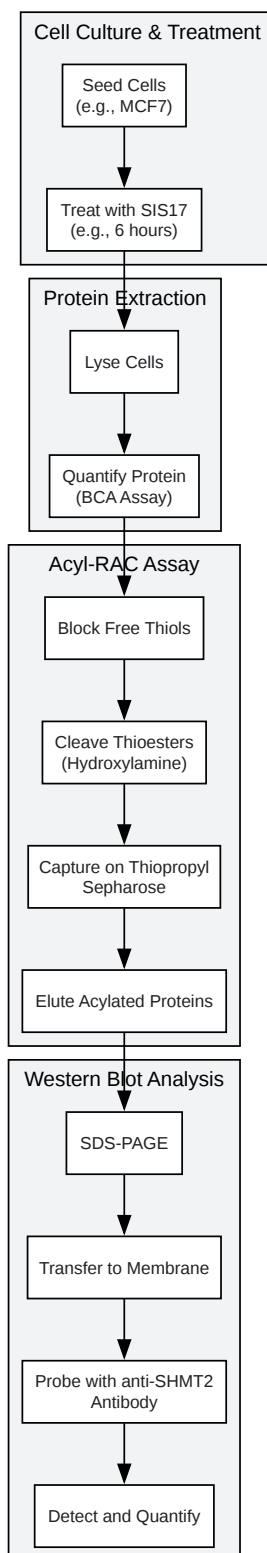 Cell Culture & Treatment
Seed Cells
(e.g., MCF7)
Treat with SIS17
(e.g., 6 hours)
Protein Extraction
Lyse Cells
Quantify Protein
(BCA Assay)
Acyl-RAC Assay
Block Free Thiols
Cleave Thioesters
(Hydroxylamine)
Capture on Thiopropyl
Sepharose
Elute Acylated Proteins
Western Blot Analysis
SDS-PAGE
Transfer to Membrane
Probe with anti-SHMT2
Antibody
Detect and Quantify